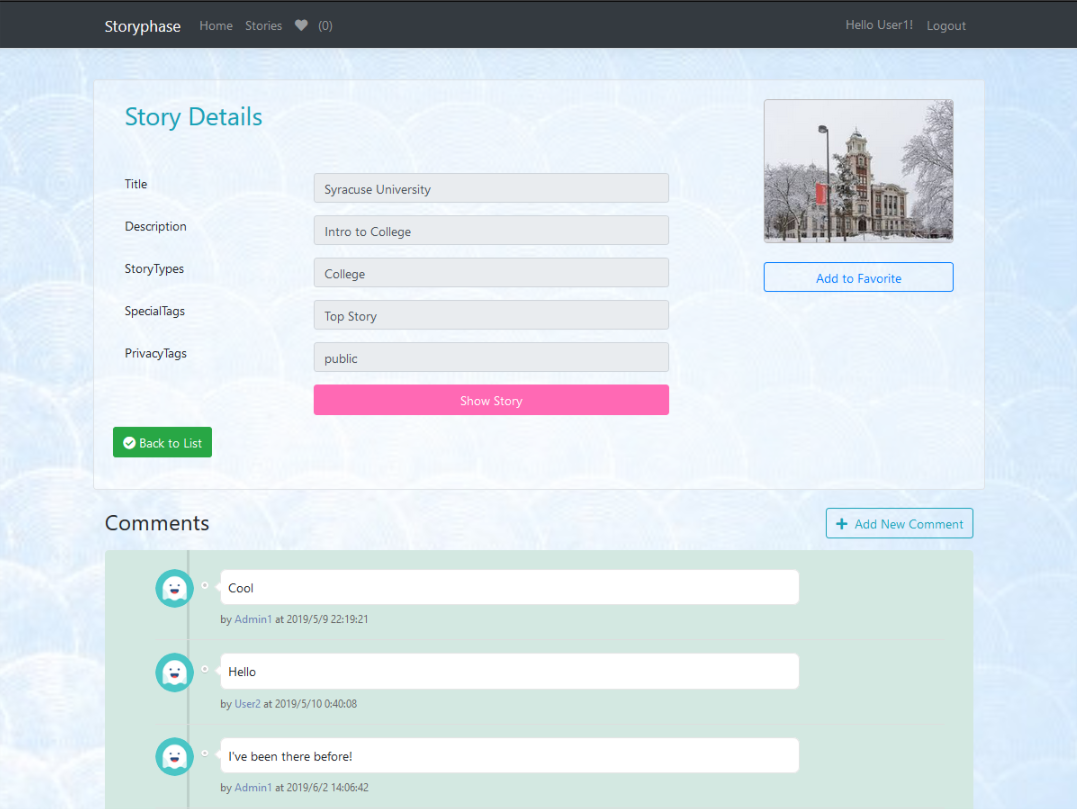 Storyphase Home Stories (0) Hello User1! Logout
Story Details
Title Syracuse University
Description Intro to College
StoryTypes College
SpecialTags Top Story
PrivacyTags public
Add to Favorite
Show Story
Back to List
Comments
Add New Comment
Cool
by Admin1 at 2019/5/9 22:19:21
Hello
by User2 at 2019/5/10 0:40:08
I've been there before!
by Admin1 at 2019/6/2 14:06:42